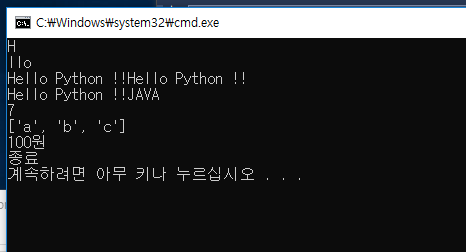 C:₩Windows₩system32₩cmd.exe
H
llo
Hello Python !!Hello Python !!
Hello Python !!JAVA
7
['a', 'b', 'c']
100원
종료
계속하려면 아무 키나 누르십시오 . . .